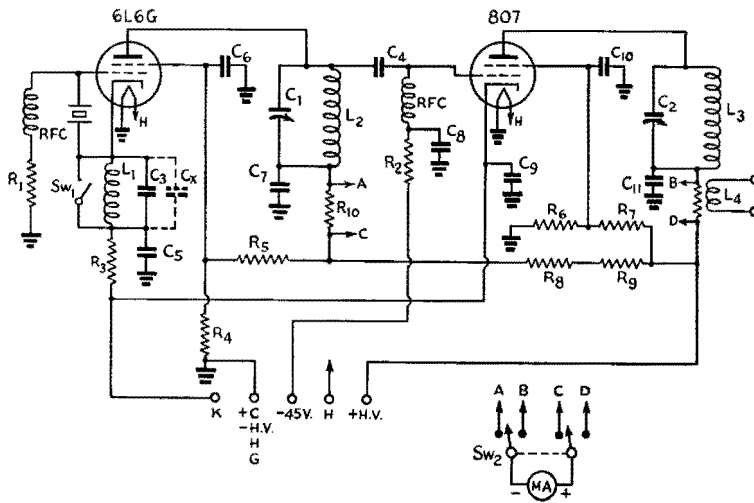 6L6G
807
C6
C10
H
C4
H
RFC
C1
L2
RFC
C8
C2
L3
R1
SW1
L1
C3
Cx
C7
A
R2
C9
C11
B
L4
R10
R6
R7
D
R3
C5
R5
C
R8
R9
R4
K
+C
-H.V.
H
G
-45V.
H
+H.V.
A
B
C
D
SW2
- MA +